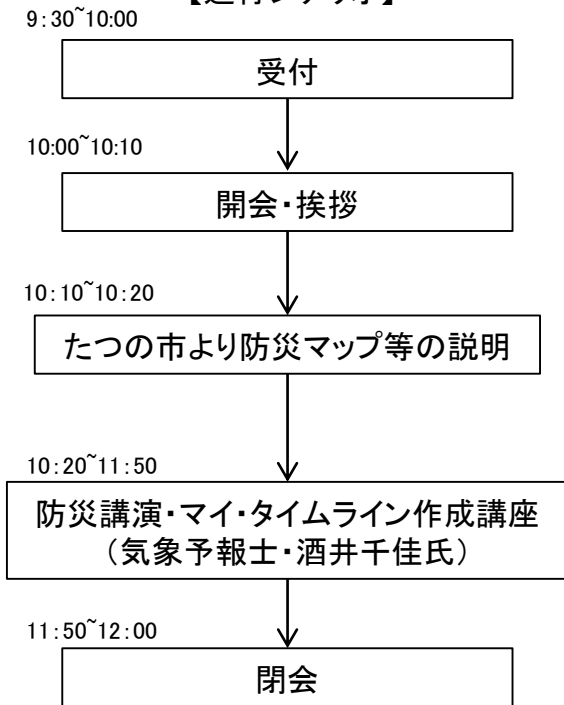 9:30~10:00
受付
10:00~10:10
開会・挨拶
10:10~10:20
たつの市より防災マップ等の説明
10:20~11:50
防災講演・マイ・タイムライン作成講座
（気象予報士・酒井千佳氏）
11:50~12:00
閉会